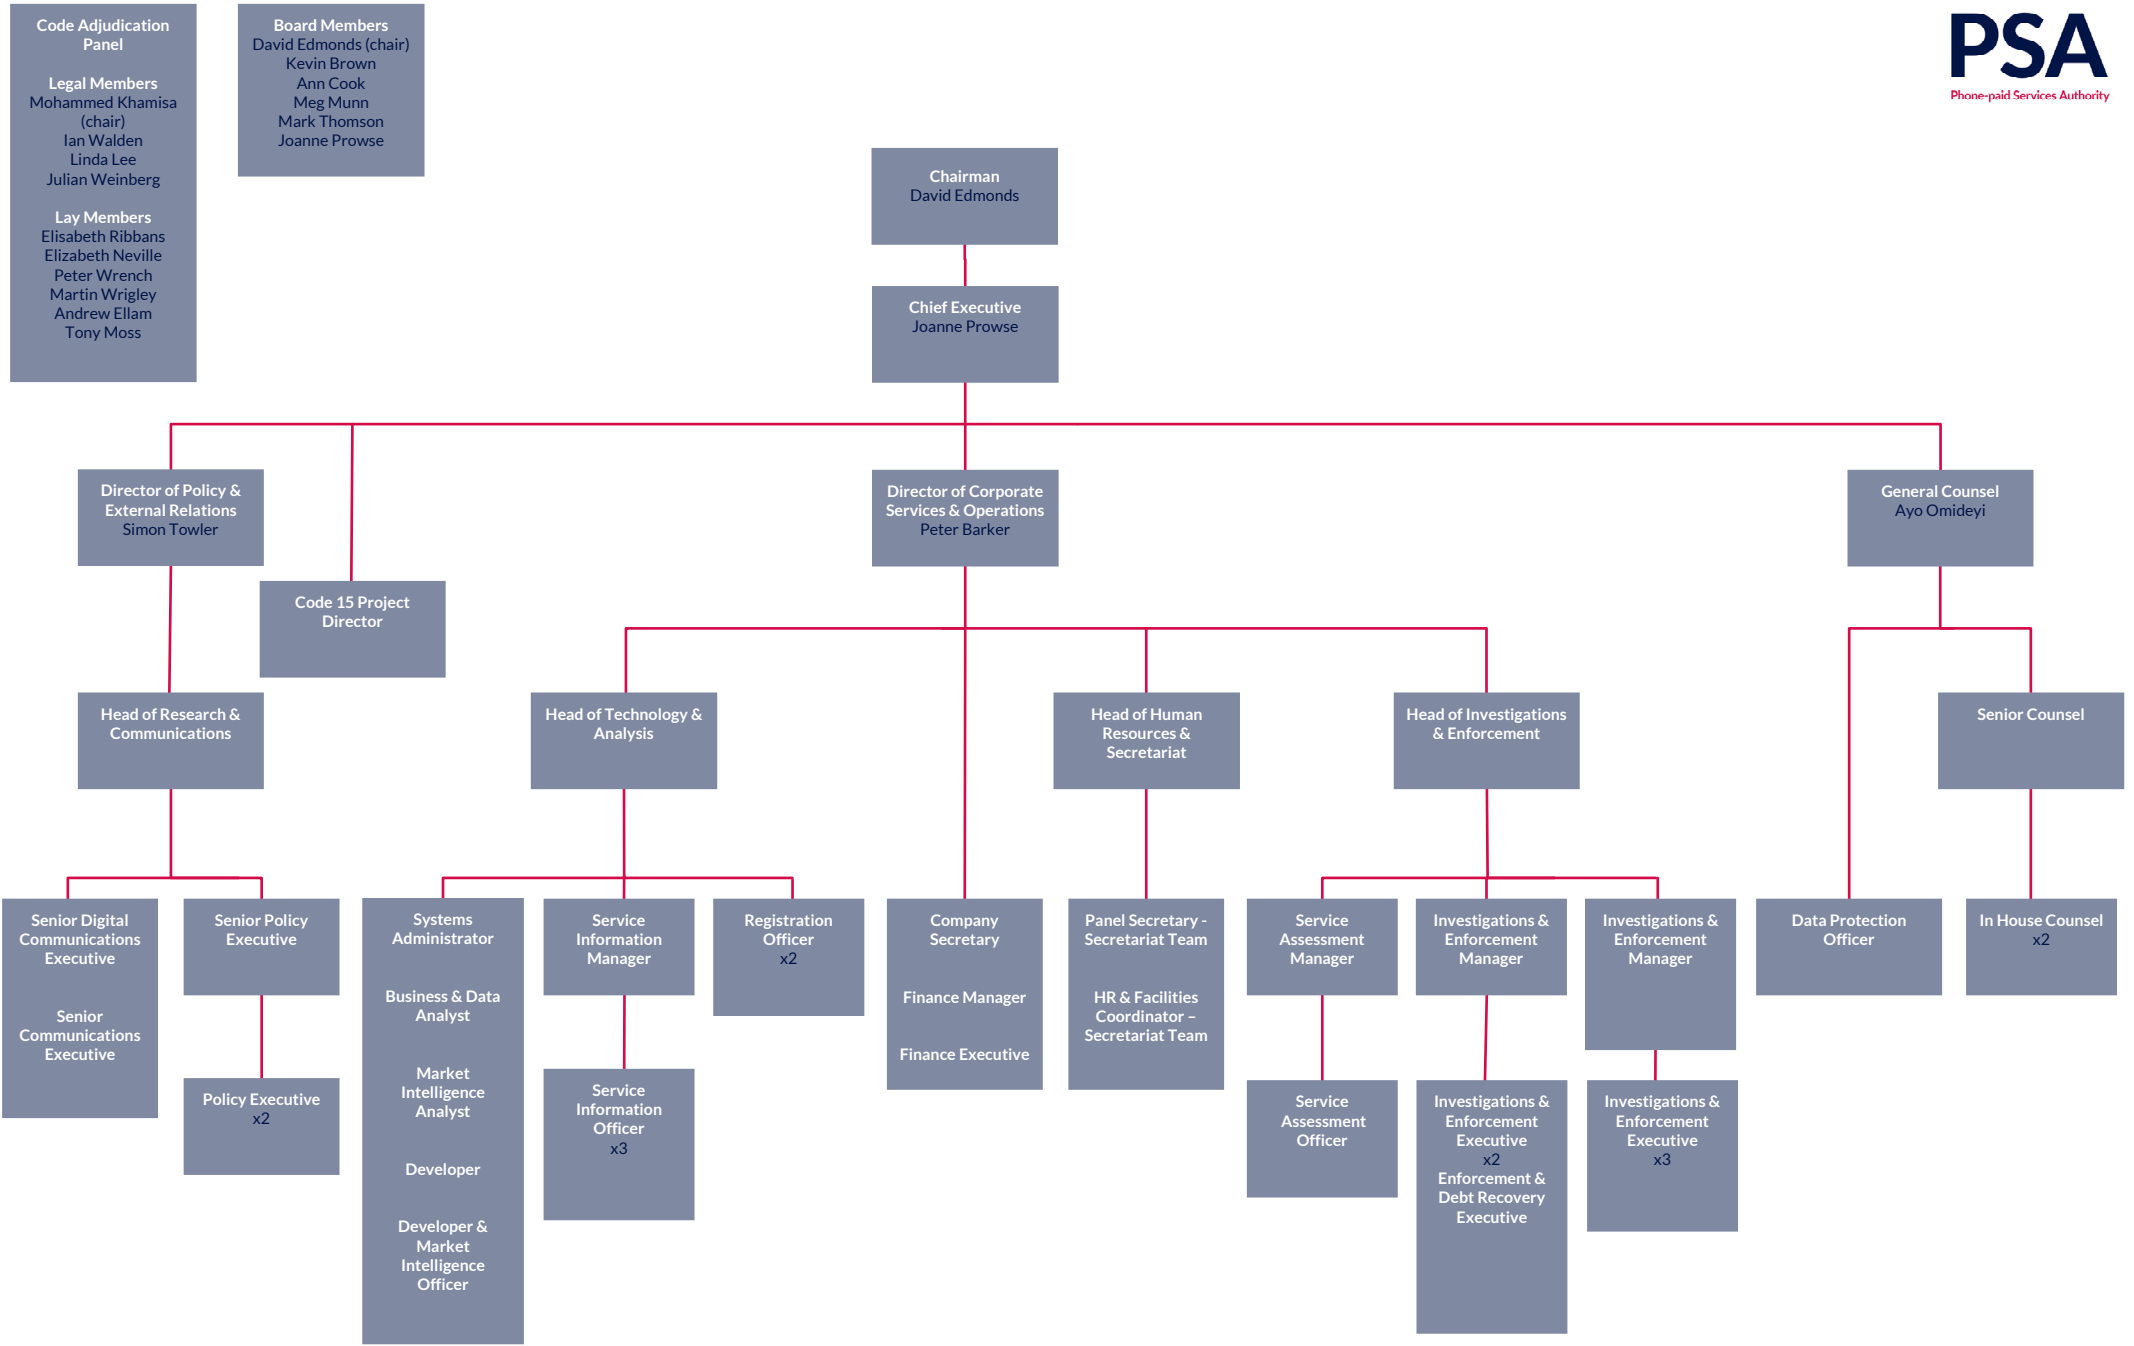 Code Adjudication
Panel
Legal Members
Mohammed Khamisa
(chair)
Ian Walden
Linda Lee
Julian Weinberg
Lay Members
Elisabeth Ribbans
Elizabeth Neville
Peter Wrench
Martin Wrigley
Andrew Ellam
Tony Moss
Board Members
David Edmonds (chair)
Kevin Brown
Ann Cook
Meg Munn
Mark Thomson
Joanne Prowse
PSA
Phone-paid Services Authority
Chairman
David Edmonds
Chief Executive
Joanne Prowse
Director of Policy &
External Relations
Simon Towler
Code 15 Project
Director
Director of Corporate
Services & Operations
Peter Barker
General Counsel
Ayo Omideyi
Head of Research &
Communications
Head of Technology &
Analysis
Head of Human
Resources &
Secretariat
Head of Investigations
& Enforcement
Senior Counsel
Senior Digital
Communications
Executive
Senior
Communications
Executive
Senior Policy
Executive
Policy Executive
x2
Systems
Administrator
Business & Data
Analyst
Market
Intelligence
Analyst
Developer
Developer &
Market
Intelligence
Officer
Service
Information
Manager
Service
Information
Officer
x3
Registration
Officer
x2
Company
Secretary
Finance Manager
Finance Executive
Panel Secretary -
Secretariat Team
HR & Facilities
Coordinator –
Secretariat Team
Service
Assessment
Manager
Service
Assessment
Officer
Investigations &
Enforcement
Manager
Investigations &
Enforcement
Executive
x2
Enforcement &
Debt Recovery
Executive
Investigations &
Enforcement
Manager
Investigations &
Enforcement
Executive
x3
Data Protection
Officer
In House Counsel
x2